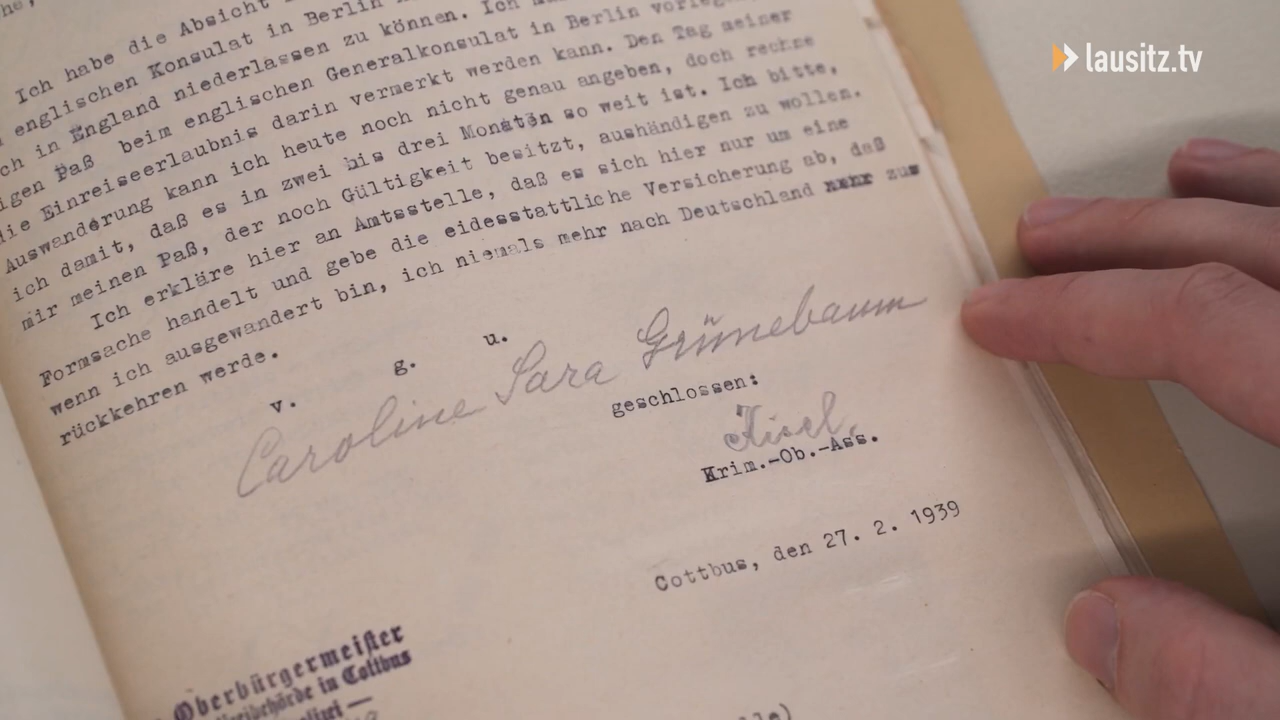 lausitz.tv
Ich habe die Absicht
englischen Konsulat in Berlin
ch in England niederlassen zu können. Ich
igen Paß beim englischen Generalkonsulat in Berlin vorlege
die Einreiseerlaubnis darin vermerkt werden kann. Den Tag meiner
Auswanderung kann ich heute noch nicht genau angeben, doch rechne
ich damit, daß es in zwei bis drei Monaten so weit ist. Ich bitte,
mir meinen Paß, der noch Gültigkeit besitzt, aushändigen zu wollen.
Ich erkläre hier an Amtsstelle, daß es sich hier nur um eine
Formsache handelt und gebe die eidesstattliche Versicherung ab, daß
wenn ich ausgewandert bin, ich niemals mehr nach Deutschland mehr zu
rückkehren werde.
v. g. u.
Caroline Sara Grünebaum
geschlossen:
Krim.-Ob.-Ass.
Cottbus, den 27. 2. 1939
Oberbürgermeister
in Cottbus